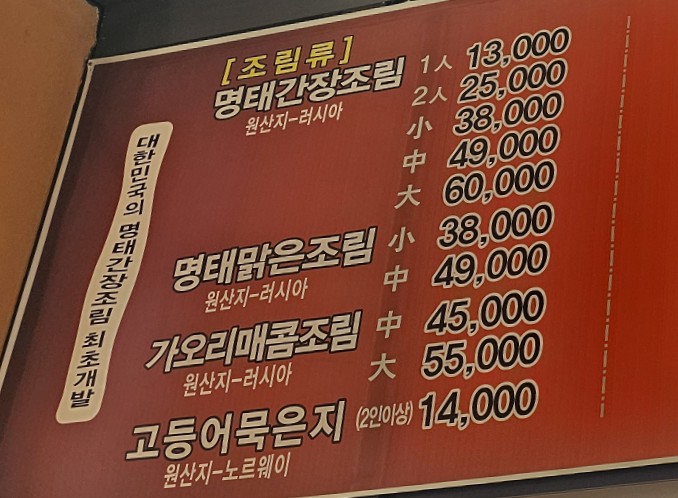 [조림류]
명태간장조림 1人 13,000
원산지-러시아 2人 25,000
小 38,000
中 49,000
大 60,000
명태맑은조림 小 38,000
원산지-러시아 中 49,000
가오리매콤조림 中 45,000
원산지-러시아 大 55,000
고등어묵은지 (2인이상) 14,000
원산지-노르웨이
대한민국의 명태간장조림 최초개발